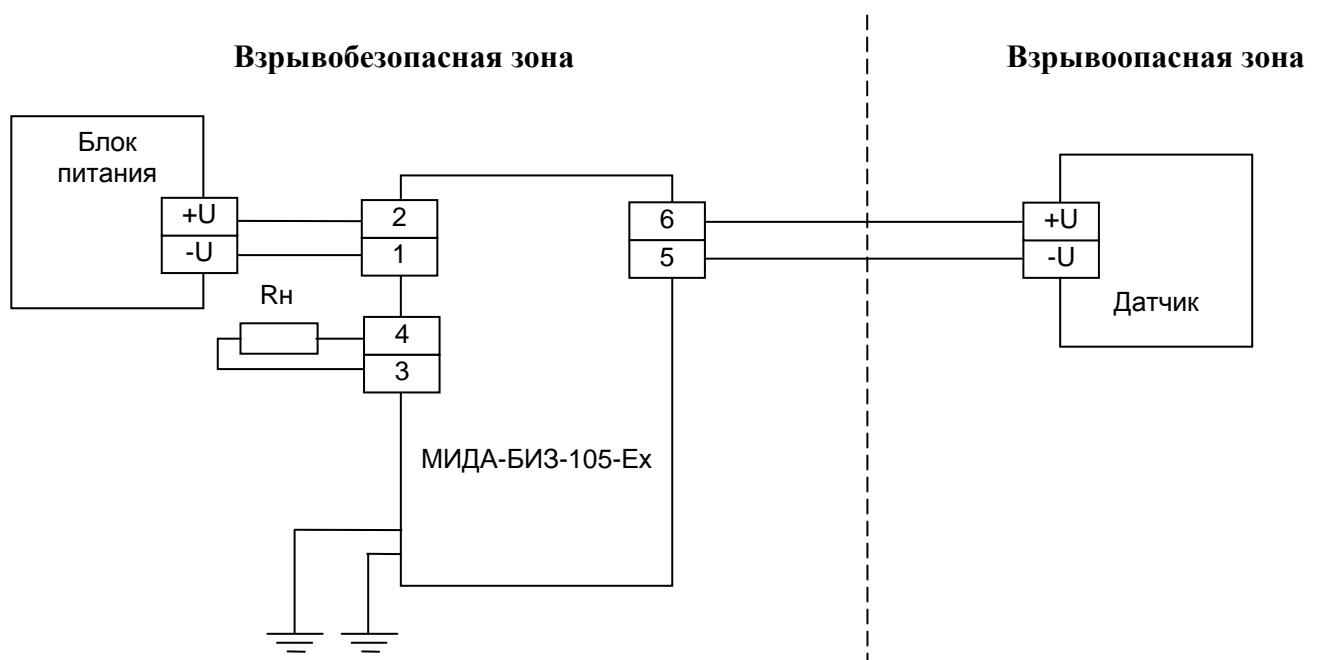 Взрывобезопасная зона
Взрывоопасная зона
Блок
питания
+U
-U
2
1
6
5
+U
-U
Датчик
Rн
4
3
МИДА-БИЗ-105-Ex